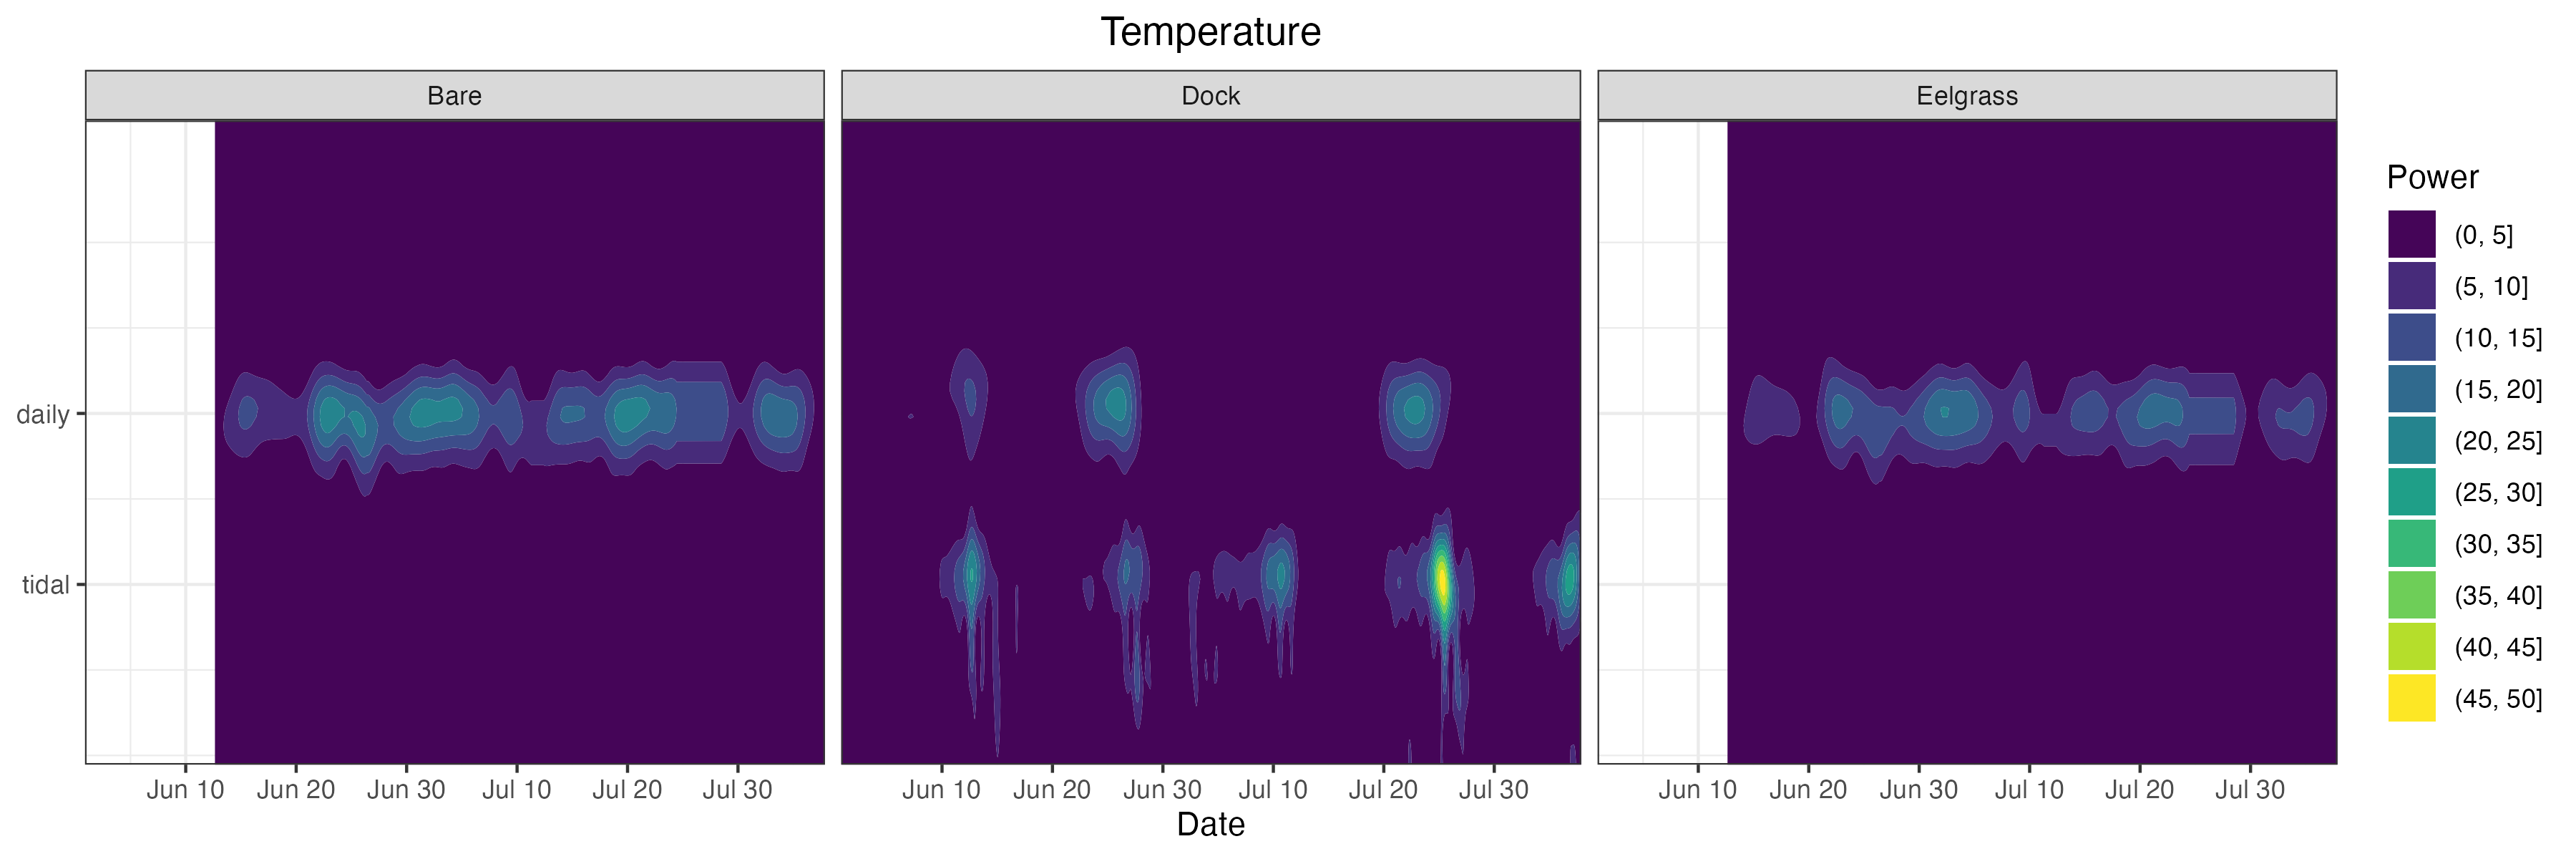 Temperature
Bare Dock Eelgrass
Power
(0, 5]
(5, 10]
(10, 15]
(15, 20]
(20, 25]
(25, 30]
(30, 35]
(35, 40]
(40, 45]
(45, 50]
daily
tidal
Jun 10 Jun 20 Jun 30 Jul 10 Jul 20 Jul 30 Jun 10 Jun 20 Jun 30 Jul 10 Jul 20 Jul 30 Jun 10 Jun 20 Jun 30 Jul 10 Jul 20 Jul 30
Date